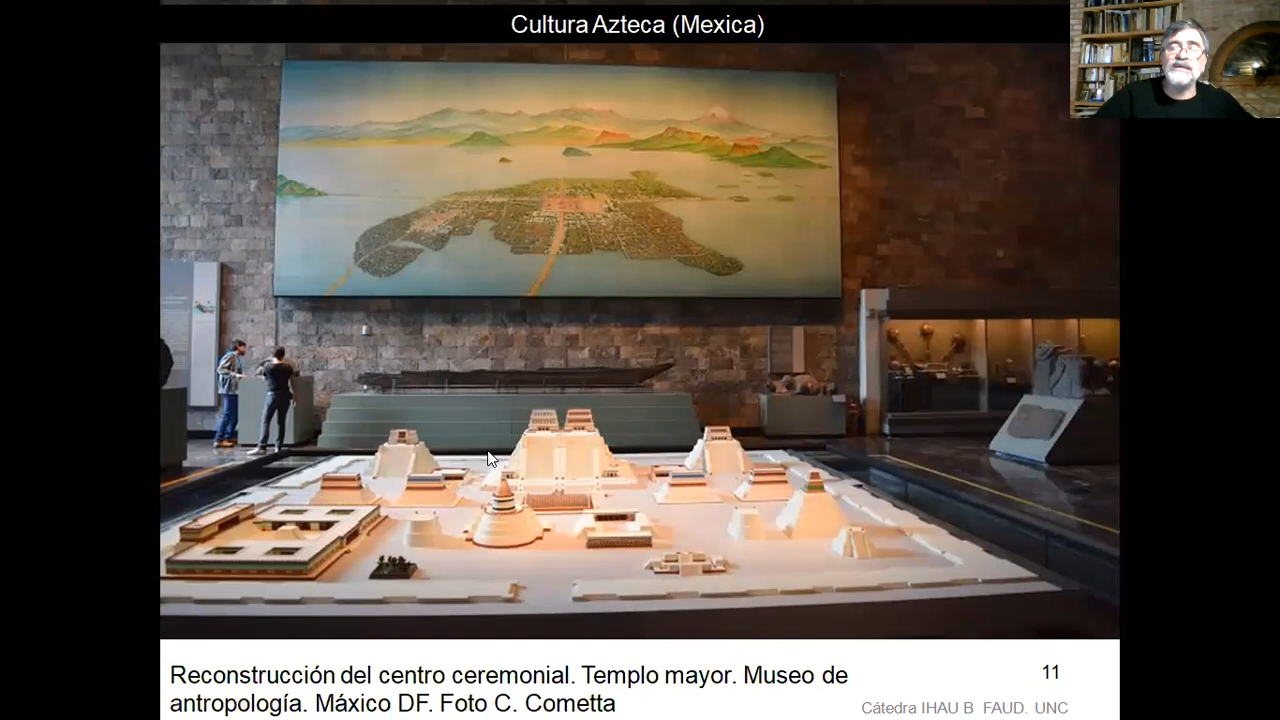 Cultura Azteca (Mexica)
Reconstrucción del centro ceremonial. Templo mayor. Museo de
antropología. Máxico DF. Foto C. Cometta
11
Cátedra IHAU B FAUD. UNC